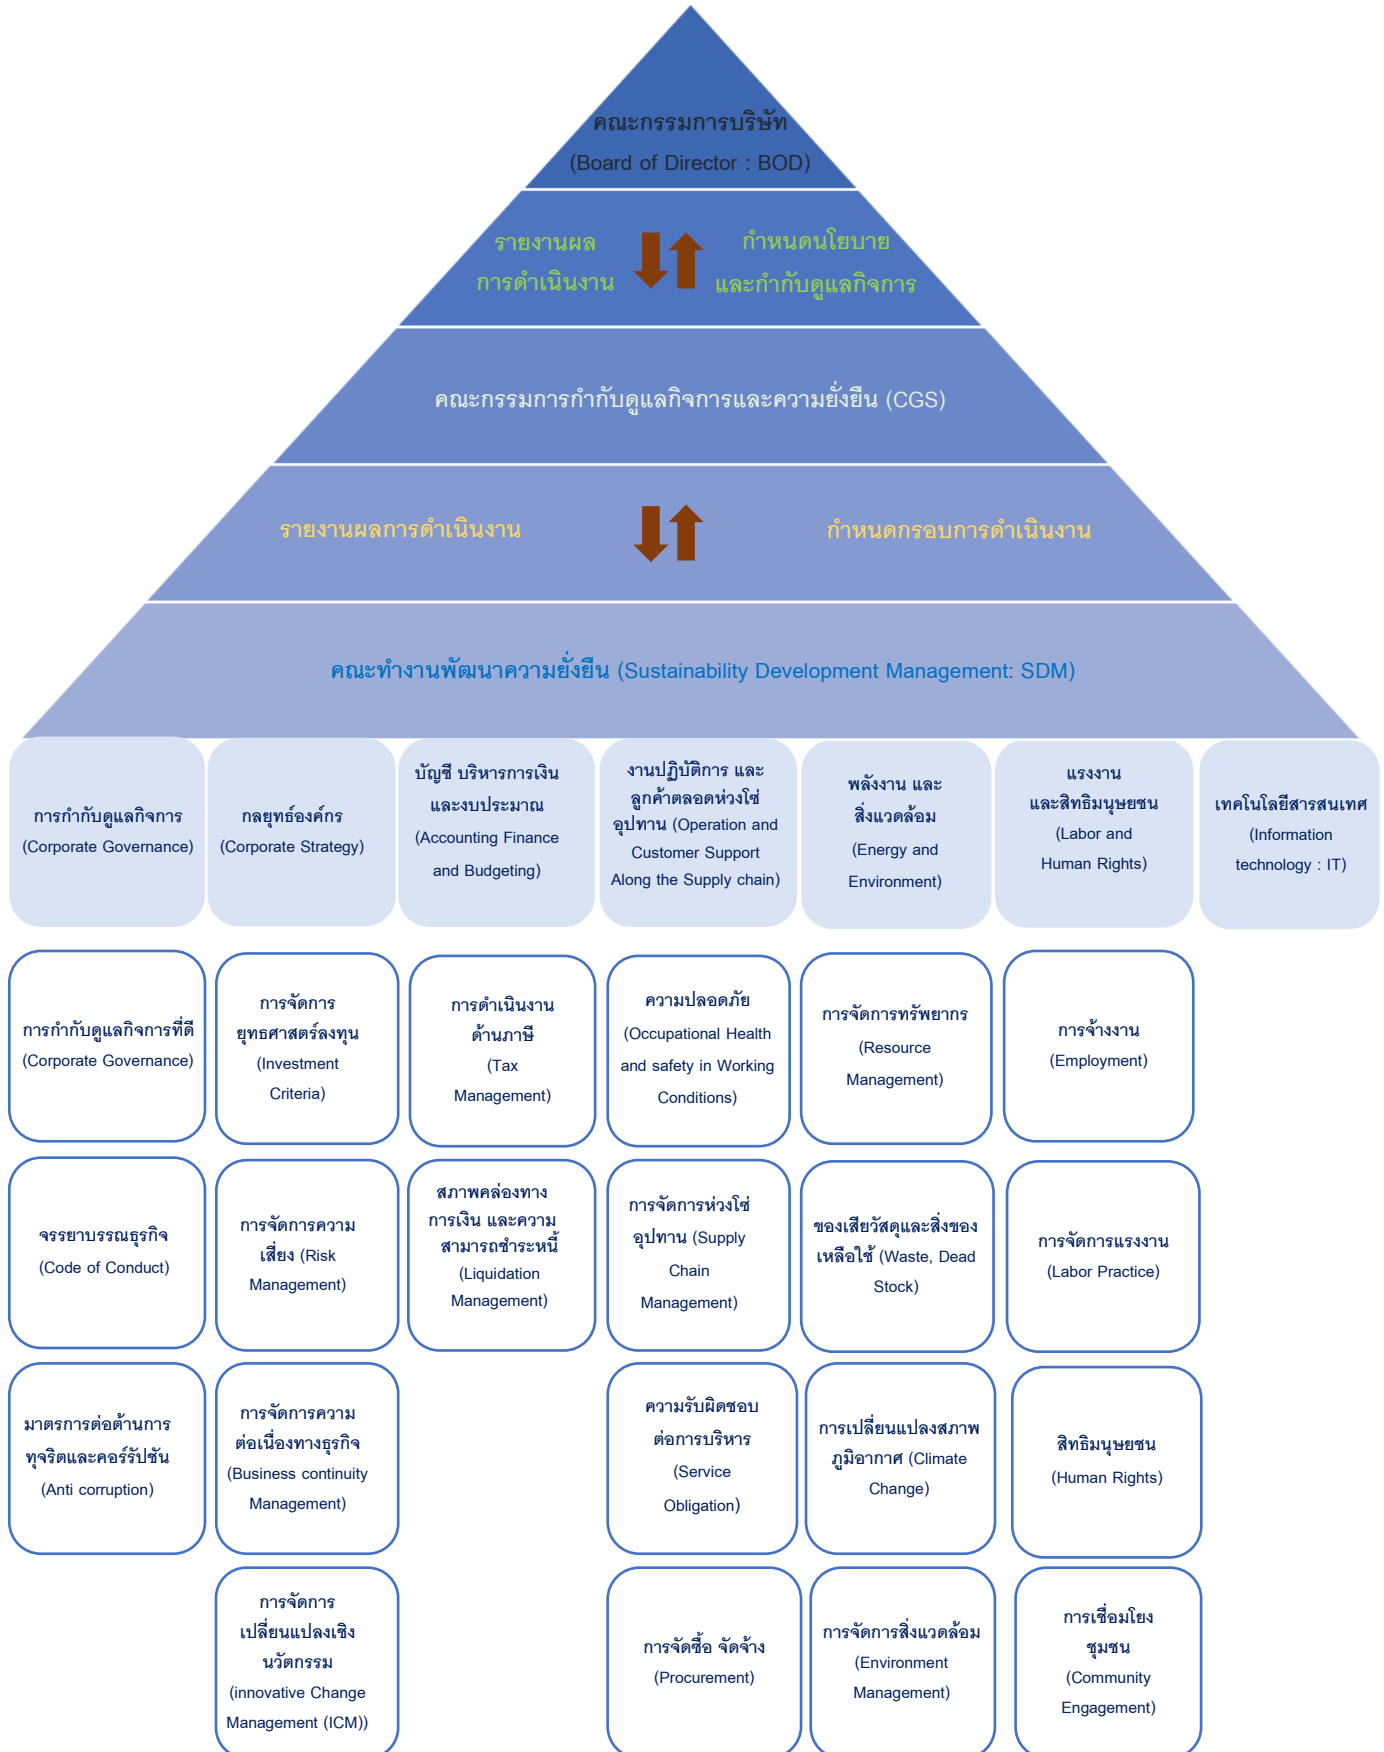 คณะกรรมการบริษัท
(Board of Director : BOD)
รายงานผล
การดำเนินงาน
กำหนดนโยบาย
และกำกับดูแลกิจการ
คณะกรรมการกำกับดูแลกิจการและความยั่งยืน (CGS)
รายงานผลการดำเนินงาน
กำหนดกรอบการดำเนินงาน
คณะทำงานพัฒนาความยั่งยืน (Sustainability Development Management: SDM)
การกำกับดูแลกิจการ
(Corporate Governance)
กลยุทธ์องค์กร
(Corporate Strategy)
บัญชี บริหารการเงิน
และงบประมาณ
(Accounting Finance
and Budgeting)
งานปฏิบัติการ และ
ลูกค้าตลอดห่วงโซ่
อุปทาน (Operation and
Customer Support
Along the Supply chain)
พลังงาน และ
สิ่งแวดล้อม
(Energy and
Environment)
แรงงาน
และสิทธิมนุษยชน
(Labor and
Human Rights)
เทคโนโลยีสารสนเทศ
(Information
technology : IT)
การกำกับดูแลกิจการที่ดี
(Corporate Governance)
การจัดการ
ยุทธศาสตร์ลงทุน
(Investment
Criteria)
การดำเนินงาน
ด้านภาษี
(Tax
Management)
ความปลอดภัย
(Occupational Health
and safety in Working
Conditions)
การจัดการทรัพยากร
(Resource
Management)
การจ้างงาน
(Employment)
จรรยาบรรณธุรกิจ
(Code of Conduct)
การจัดการความ
เสี่ยง (Risk
Management)
สภาพคล่องทาง
การเงิน และความ
สามารถชำระหนี้
(Liquidation
Management)
การจัดการห่วงโซ่
อุปทาน (Supply
Chain
Management)
ของเสียวัสดุและสิ่งของ
เหลือใช้ (Waste, Dead
Stock)
การจัดการแรงงาน
(Labor Practice)
มาตรการต่อต้านการ
ทุจริตและคอร์รัปชัน
(Anti corruption)
การจัดการความ
ต่อเนื่องทางธุรกิจ
(Business continuity
Management)
ความรับผิดชอบ
ต่อการบริหาร
(Service
Obligation)
การเปลี่ยนแปลงสภาพ
ภูมิอากาศ (Climate
Change)
สิทธิมนุษยชน
(Human Rights)
การจัดการ
เปลี่ยนแปลงเชิง
นวัตกรรม
(innovative Change
Management (ICM))
การจัดซื้อ จัดจ้าง
(Procurement)
การจัดการสิ่งแวดล้อม
(Environment
Management)
การเชื่อมโยง
ชุมชน
(Community
Engagement)